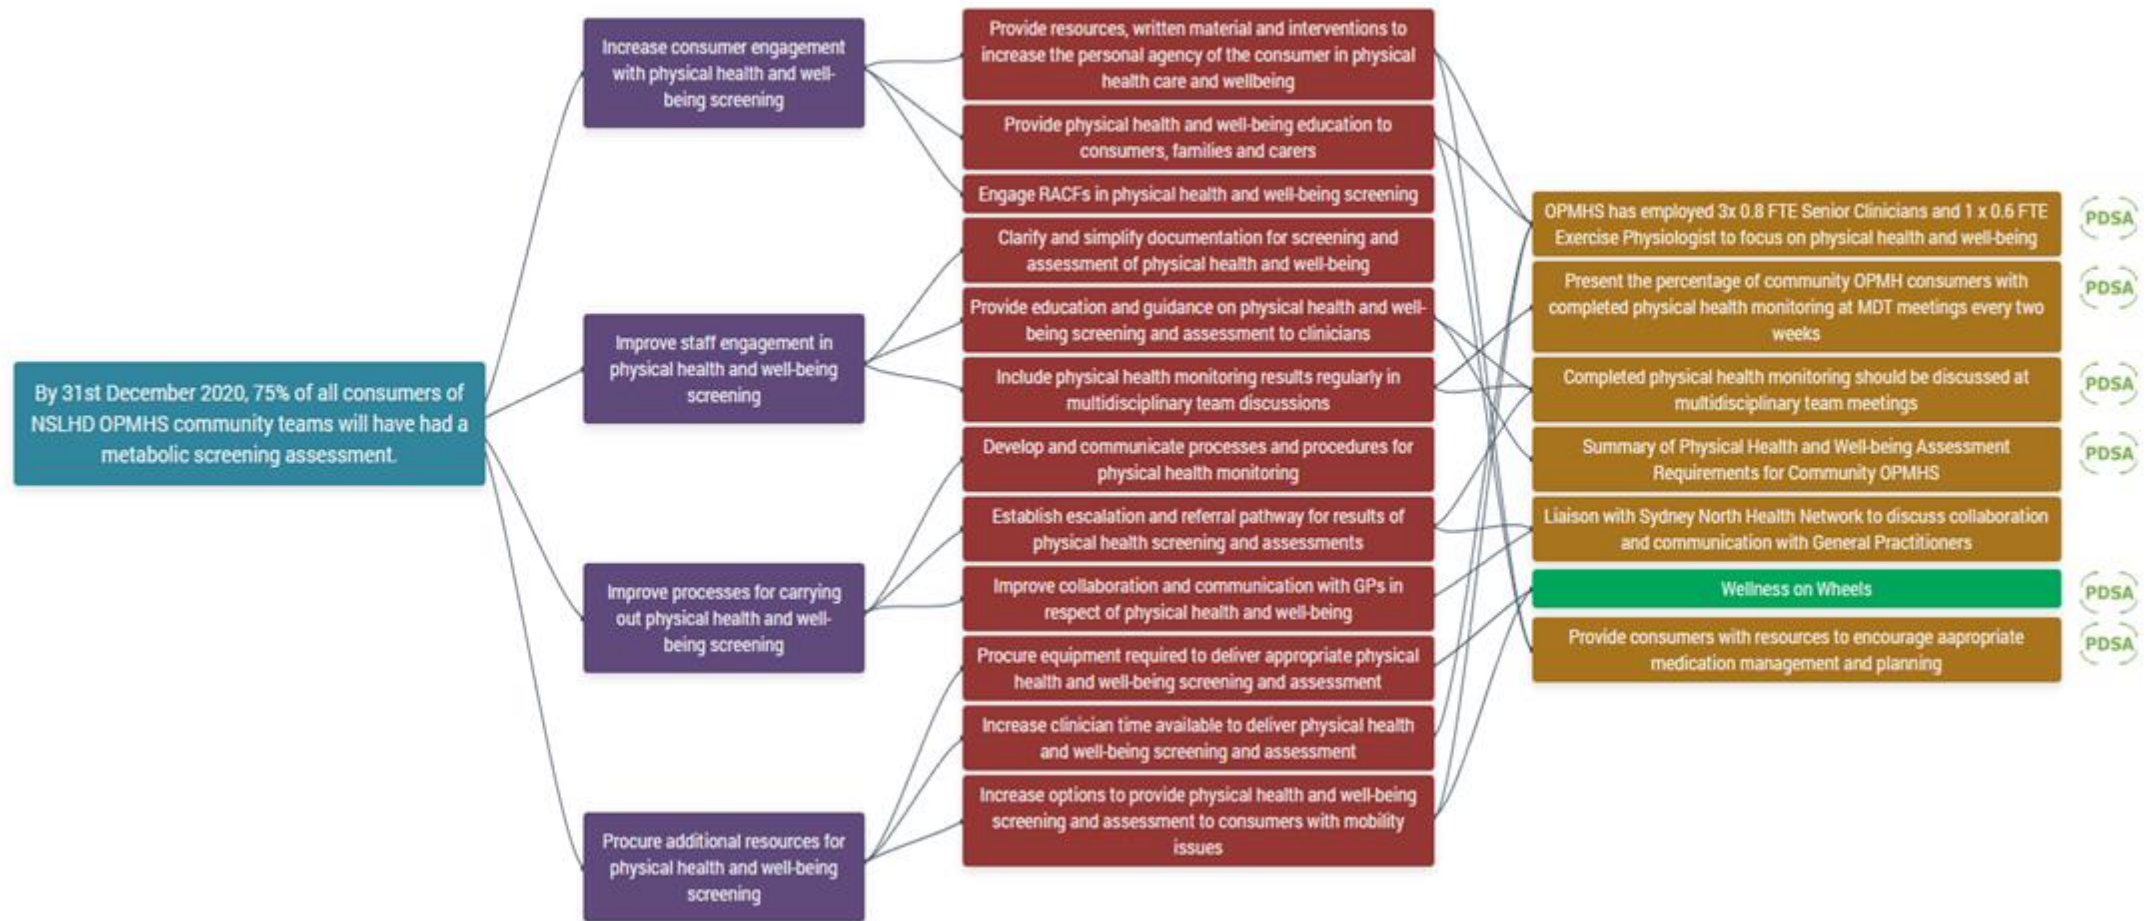 By 31st December 2020, 75% of all consumers of
NSLHD OPMHS community teams will have had a
metabolic screening assessment.
Increase consumer engagement
with physical health and well-
being screening
Improve staff engagement in
physical health and well-being
screening
Improve processes for carrying
out physical health and well-
being screening
Procure additional resources for
physical health and well-being
screening
Provide resources, written material and interventions to
increase the personal agency of the consumer in physical
health care and wellbeing
Provide physical health and well-being education to
consumers, families and carers
Engage RACFs in physical health and well-being screening
Clarify and simplify documentation for screening and
assessment of physical health and well-being
Provide education and guidance on physical health and well-
being screening and assessment to clinicians
Include physical health monitoring results regularly in
multidisciplinary team discussions
Develop and communicate processes and procedures for
physical health monitoring
Establish escalation and referral pathway for results of
physical health screening and assessments
Improve collaboration and communication with GPs in
respect of physical health and well-being
Procure equipment required to deliver appropriate physical
health and well-being screening and assessment
Increase clinician time available to deliver physical health
and well-being screening and assessment
Increase options to provide physical health and well-being
screening and assessment to consumers with mobility
issues
OPMHS has employed 3x 0.8 FTE Senior Clinicians and 1 x 0.6 FTE
Exercise Physiologist to focus on physical health and well-being
PDSA
Present the percentage of community OPMH consumers with
completed physical health monitoring at MDT meetings every two
weeks
PDSA
Completed physical health monitoring should be discussed at
multidisciplinary team meetings
PDSA
Summary of Physical Health and Well-being Assessment
Requirements for Community OPMHS
PDSA
Liaison with Sydney North Health Network to discuss collaboration
and communication with General Practitioners
Wellness on Wheels
PDSA
Provide consumers with resources to encourage aapropriate
medication management and planning
PDSA